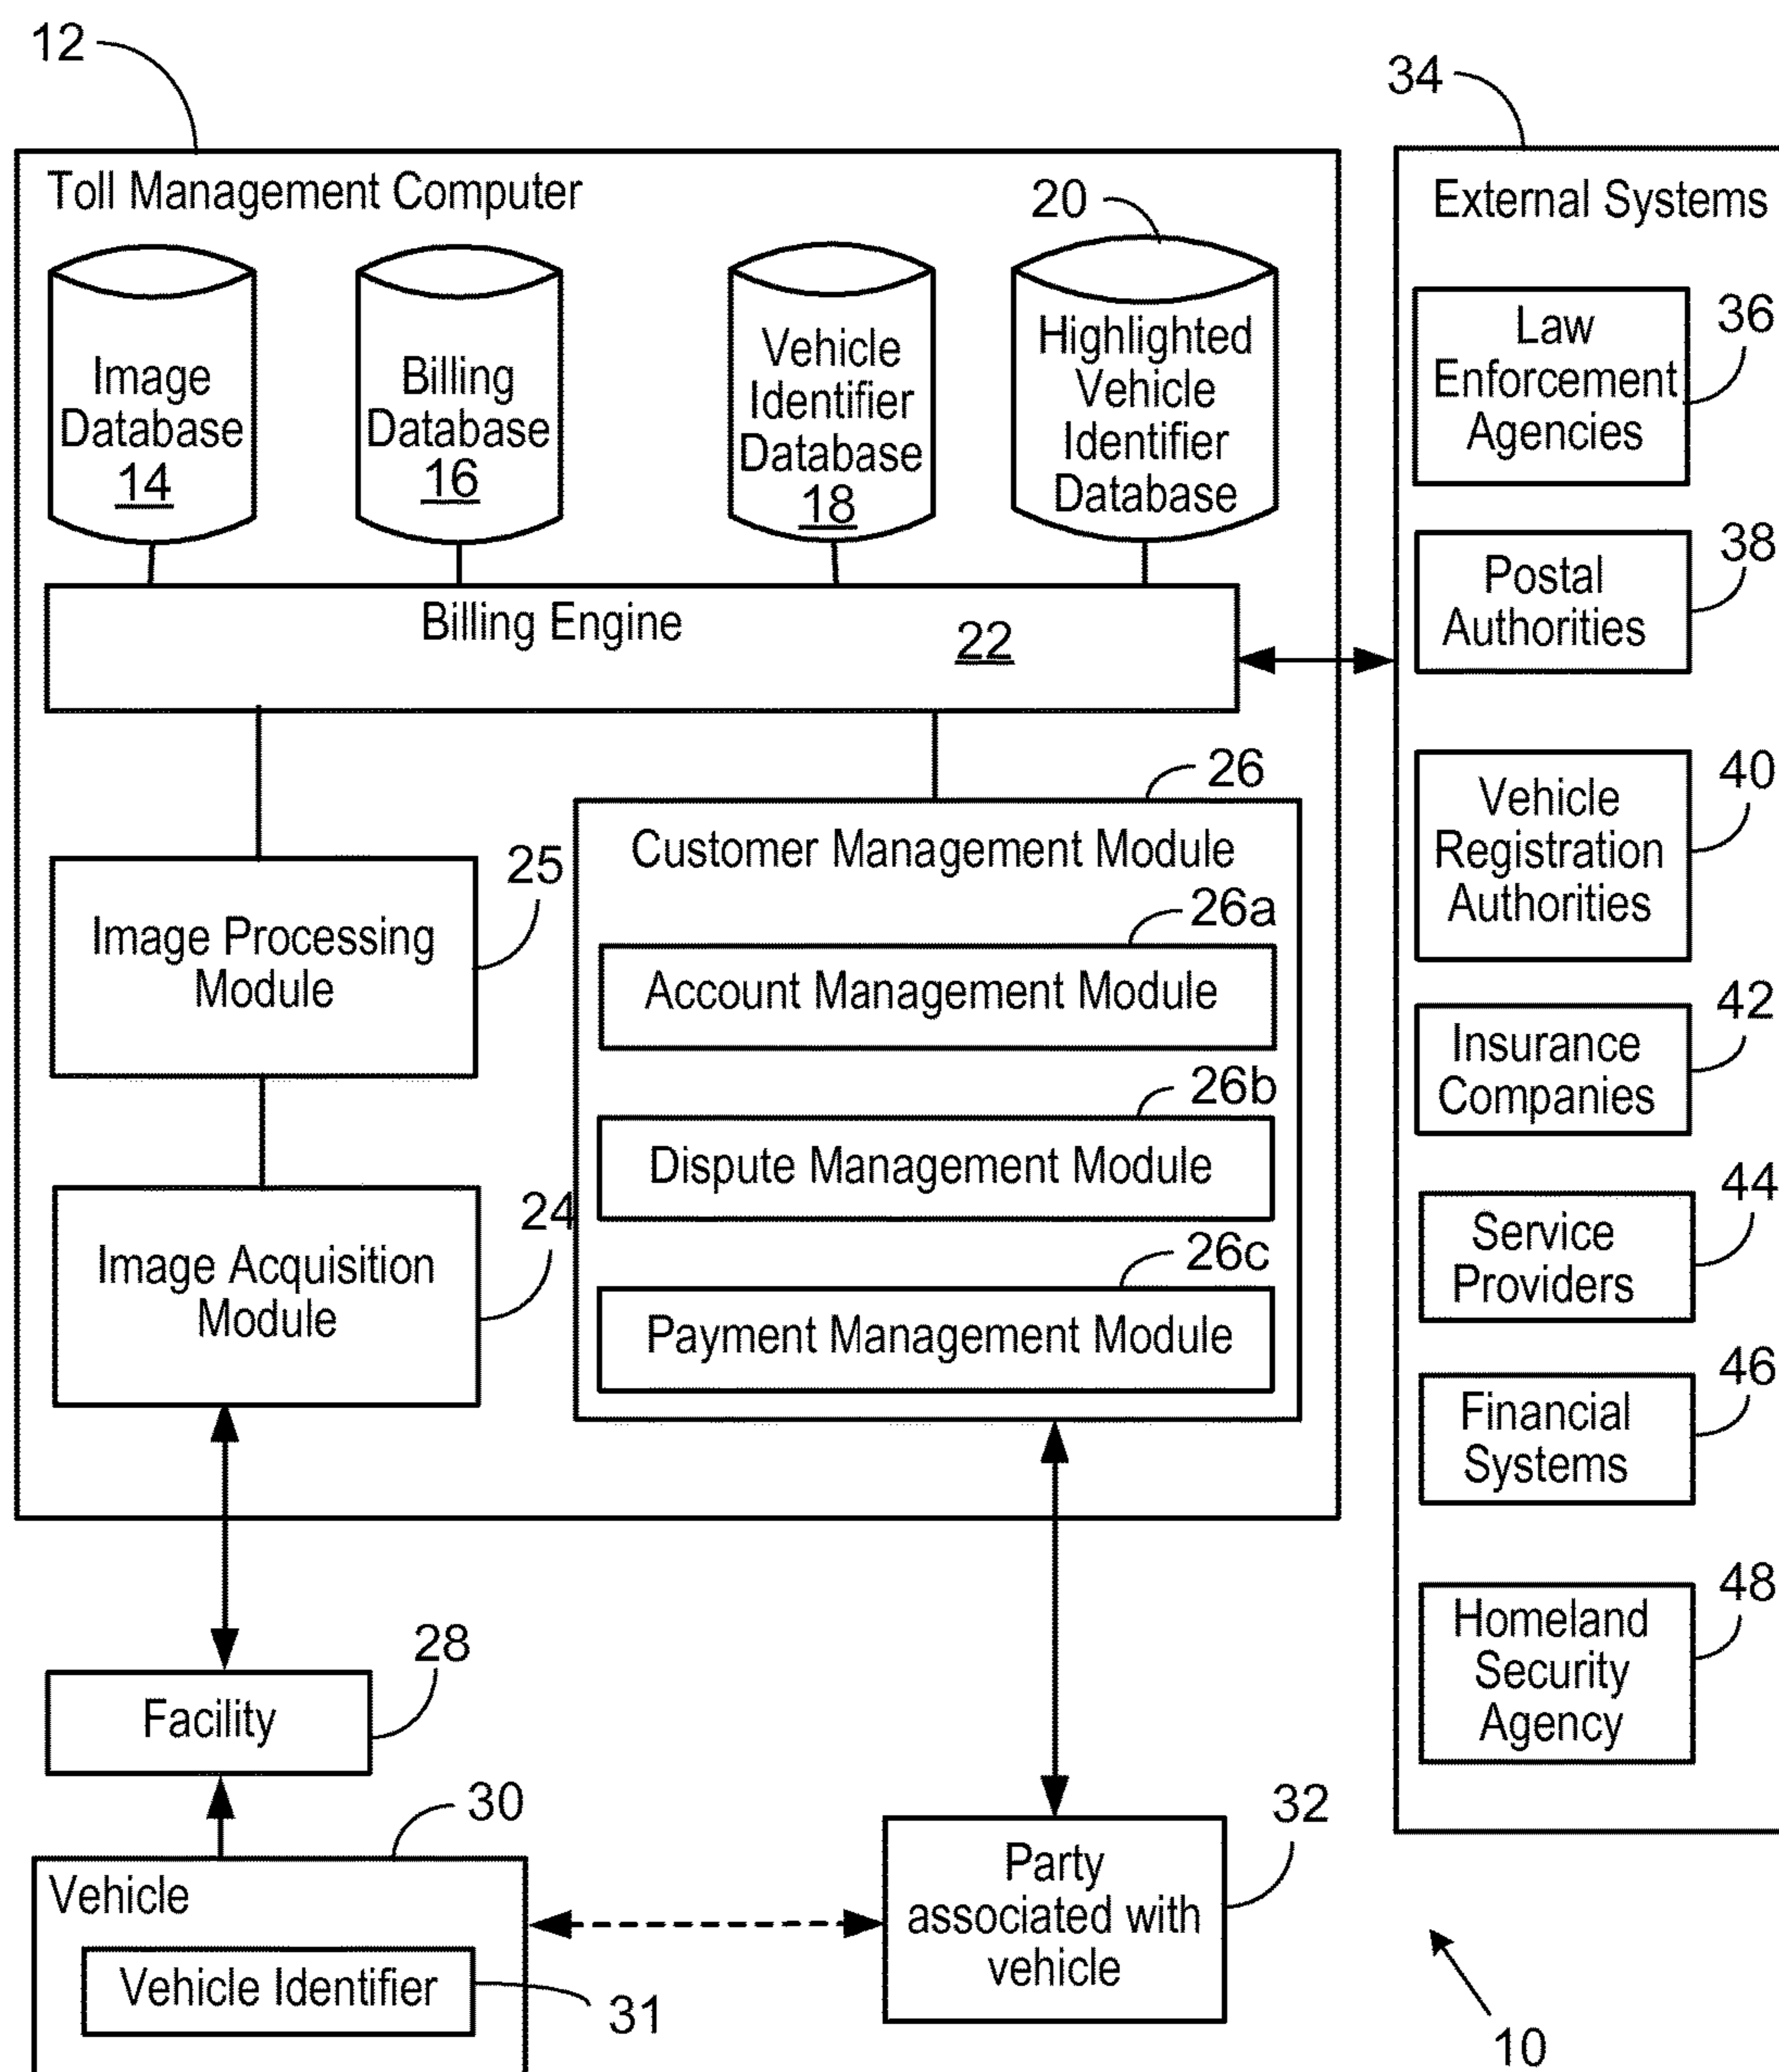 12
34
Toll Management Computer
20
External Systems
Image
Database
14
Billing
Database
16
Vehicle
Identifier
Database
18
Highlighted
Vehicle
Identifier
Database
Law
Enforcement
Agencies
36
Postal
Authorities
38
Billing Engine
22
Vehicle
Registration
Authorities
40
26
Customer Management Module
25
Image Processing
Module
26a
Account Management Module
Insurance
Companies
42
26b
Dispute Management Module
Service
Providers
44
24
Image Acquisition
Module
26c
Payment Management Module
Financial
Systems
46
Homeland
Security
Agency
48
28
Facility
30
Vehicle
Vehicle Identifier
31
32
Party
associated with
vehicle
10